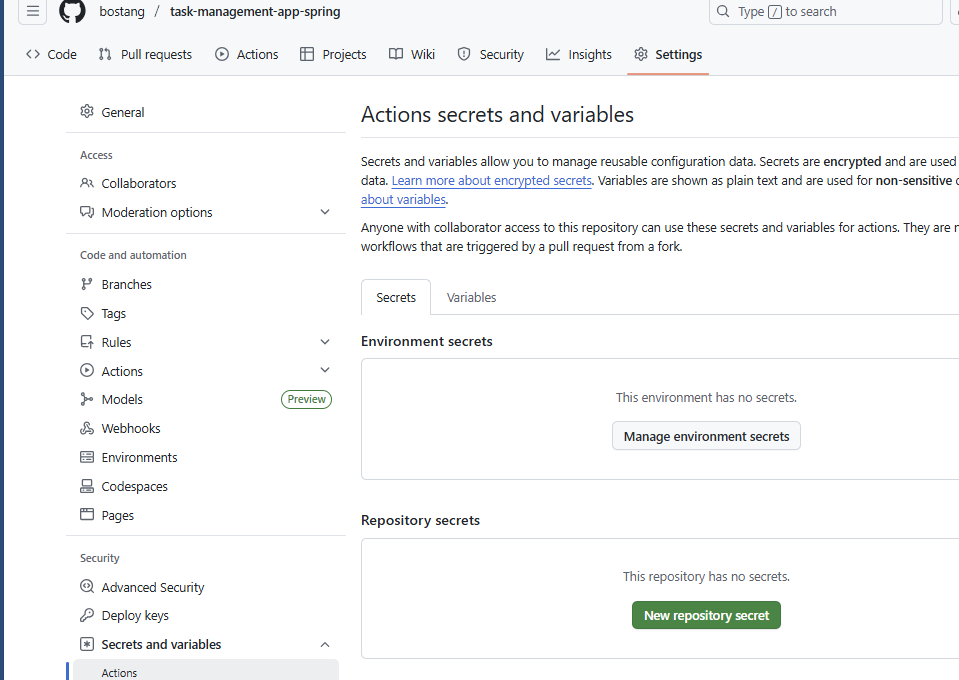 bostang / task-management-app-spring
Type / to search
Code Pull requests Actions Projects Wiki Security Insights Settings
General
Access
Collaborators
Moderation options
Code and automation
Branches
Tags
Rules
Actions
Models Preview
Webhooks
Environments
Codespaces
Pages
Security
Advanced Security
Deploy keys
Secrets and variables
Actions
Actions secrets and variables
Secrets and variables allow you to manage reusable configuration data. Secrets are encrypted and are used
data. Learn more about encrypted secrets. Variables are shown as plain text and are used for non-sensitive
about variables.
Anyone with collaborator access to this repository can use these secrets and variables for actions. They are
workflows that are triggered by a pull request from a fork.
Secrets Variables
Environment secrets
This environment has no secrets.
Manage environment secrets
Repository secrets
This repository has no secrets.
New repository secret